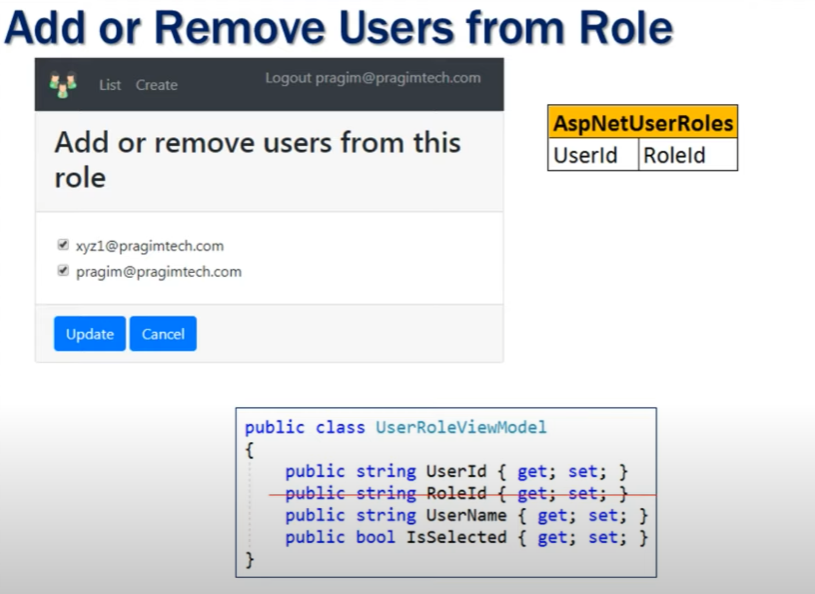 Add or Remove Users from Role
List Create Logout pragim@pragimtech.com
Add or remove users from this
role
xyz1@pragimtech.com
pragim@pragimtech.com
Update Cancel
AspNetUserRoles
UserId RoleId
public class UserRoleViewModel
{
public string UserId { get; set; }
public string RoleId { get; set; }
public string UserName { get; set; }
public bool IsSelected { get; set; }
}